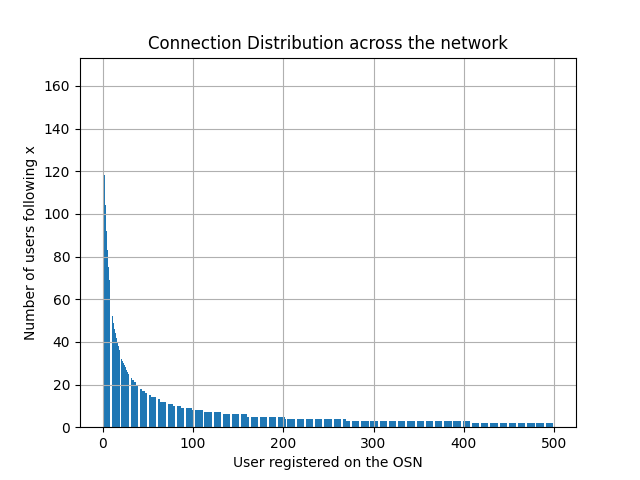 Connection Distribution across the network
Number of users following x
160
140
120
100
80
60
40
20
0
0 100 200 300 400 500
User registered on the OSN